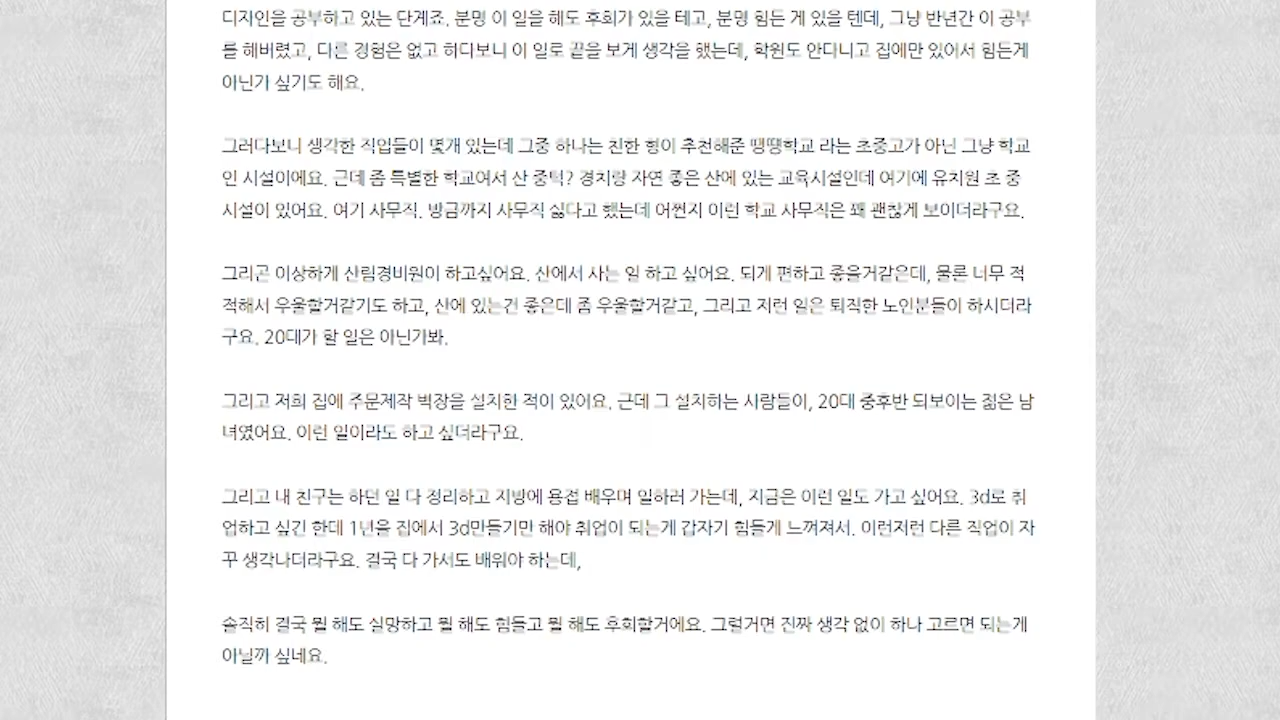 디자인을 공부하고 있는 단계죠. 분명 이 일을 해도 후회가 있을 테고, 분명 힘든 게 있을 텐데, 그냥 반년간 이 공부
를 해버렸고, 다른 경험은 없고 하다보니 이 일로 끝을 보게 생각을 했는데, 학원도 안다니고 집에만 있어서 힘든게
아닌가 싶기도 해요.
그러다보니 생각한 직업들이 몇개 있는데 그중 하나는 친한 형이 추천해준 땡땡학교 라는 초중고가 아닌 그냥 학교
인 시설이에요. 근데 좀 특별한 학교여서 산 중턱? 경치랑 자연 좋은 산에 있는 교육시설인데 여기에 유치원 초 중
시설이 있어요. 여기 사무직. 방금까지 사무직 싫다고 했는데 어쩐지 이런 학교 사무직은 꽤 괜찮게 보이더라구요.
그리곤 이상하게 산림경비원이 하고싶어요. 산에서 사는 일 하고 싶어요. 되게 편하고 좋을거같은데, 물론 너무 적
적해서 우울할거같기도 하고, 산에 있는건 좋은데 좀 우울할거같고, 그리고 저런 일은 퇴직한 노인분들이 하시더라
구요. 20대가 할 일은 아닌가봐.
그리고 저희 집에 주문제작 벽장을 설치한 적이 있어요. 근데 그 설치하는 사람들이, 20대 중후반 되보이는 젊은 남
녀였어요. 이런 일이라도 하고 싶더라구요.
그리고 내 친구는 하던 일 다 정리하고 지방에 용접 배우며 일하러 가는데, 지금은 이런 일도 가고 싶어요. 3d로 취
업하고 싶긴 한데 1년을 집에서 3d만들기만 해야 취업이 되는게 갑자기 힘들게 느껴져서. 이런저런 다른 직업이 자
꾸 생각나더라구요. 결국 다 가서도 배워야 하는데,
솔직히 결국 뭘 해도 실망하고 뭘 해도 힘들고 뭘 해도 후회할거에요. 그럴거면 진짜 생각 없이 하나 고르면 되는게
아닐까 싶네요.